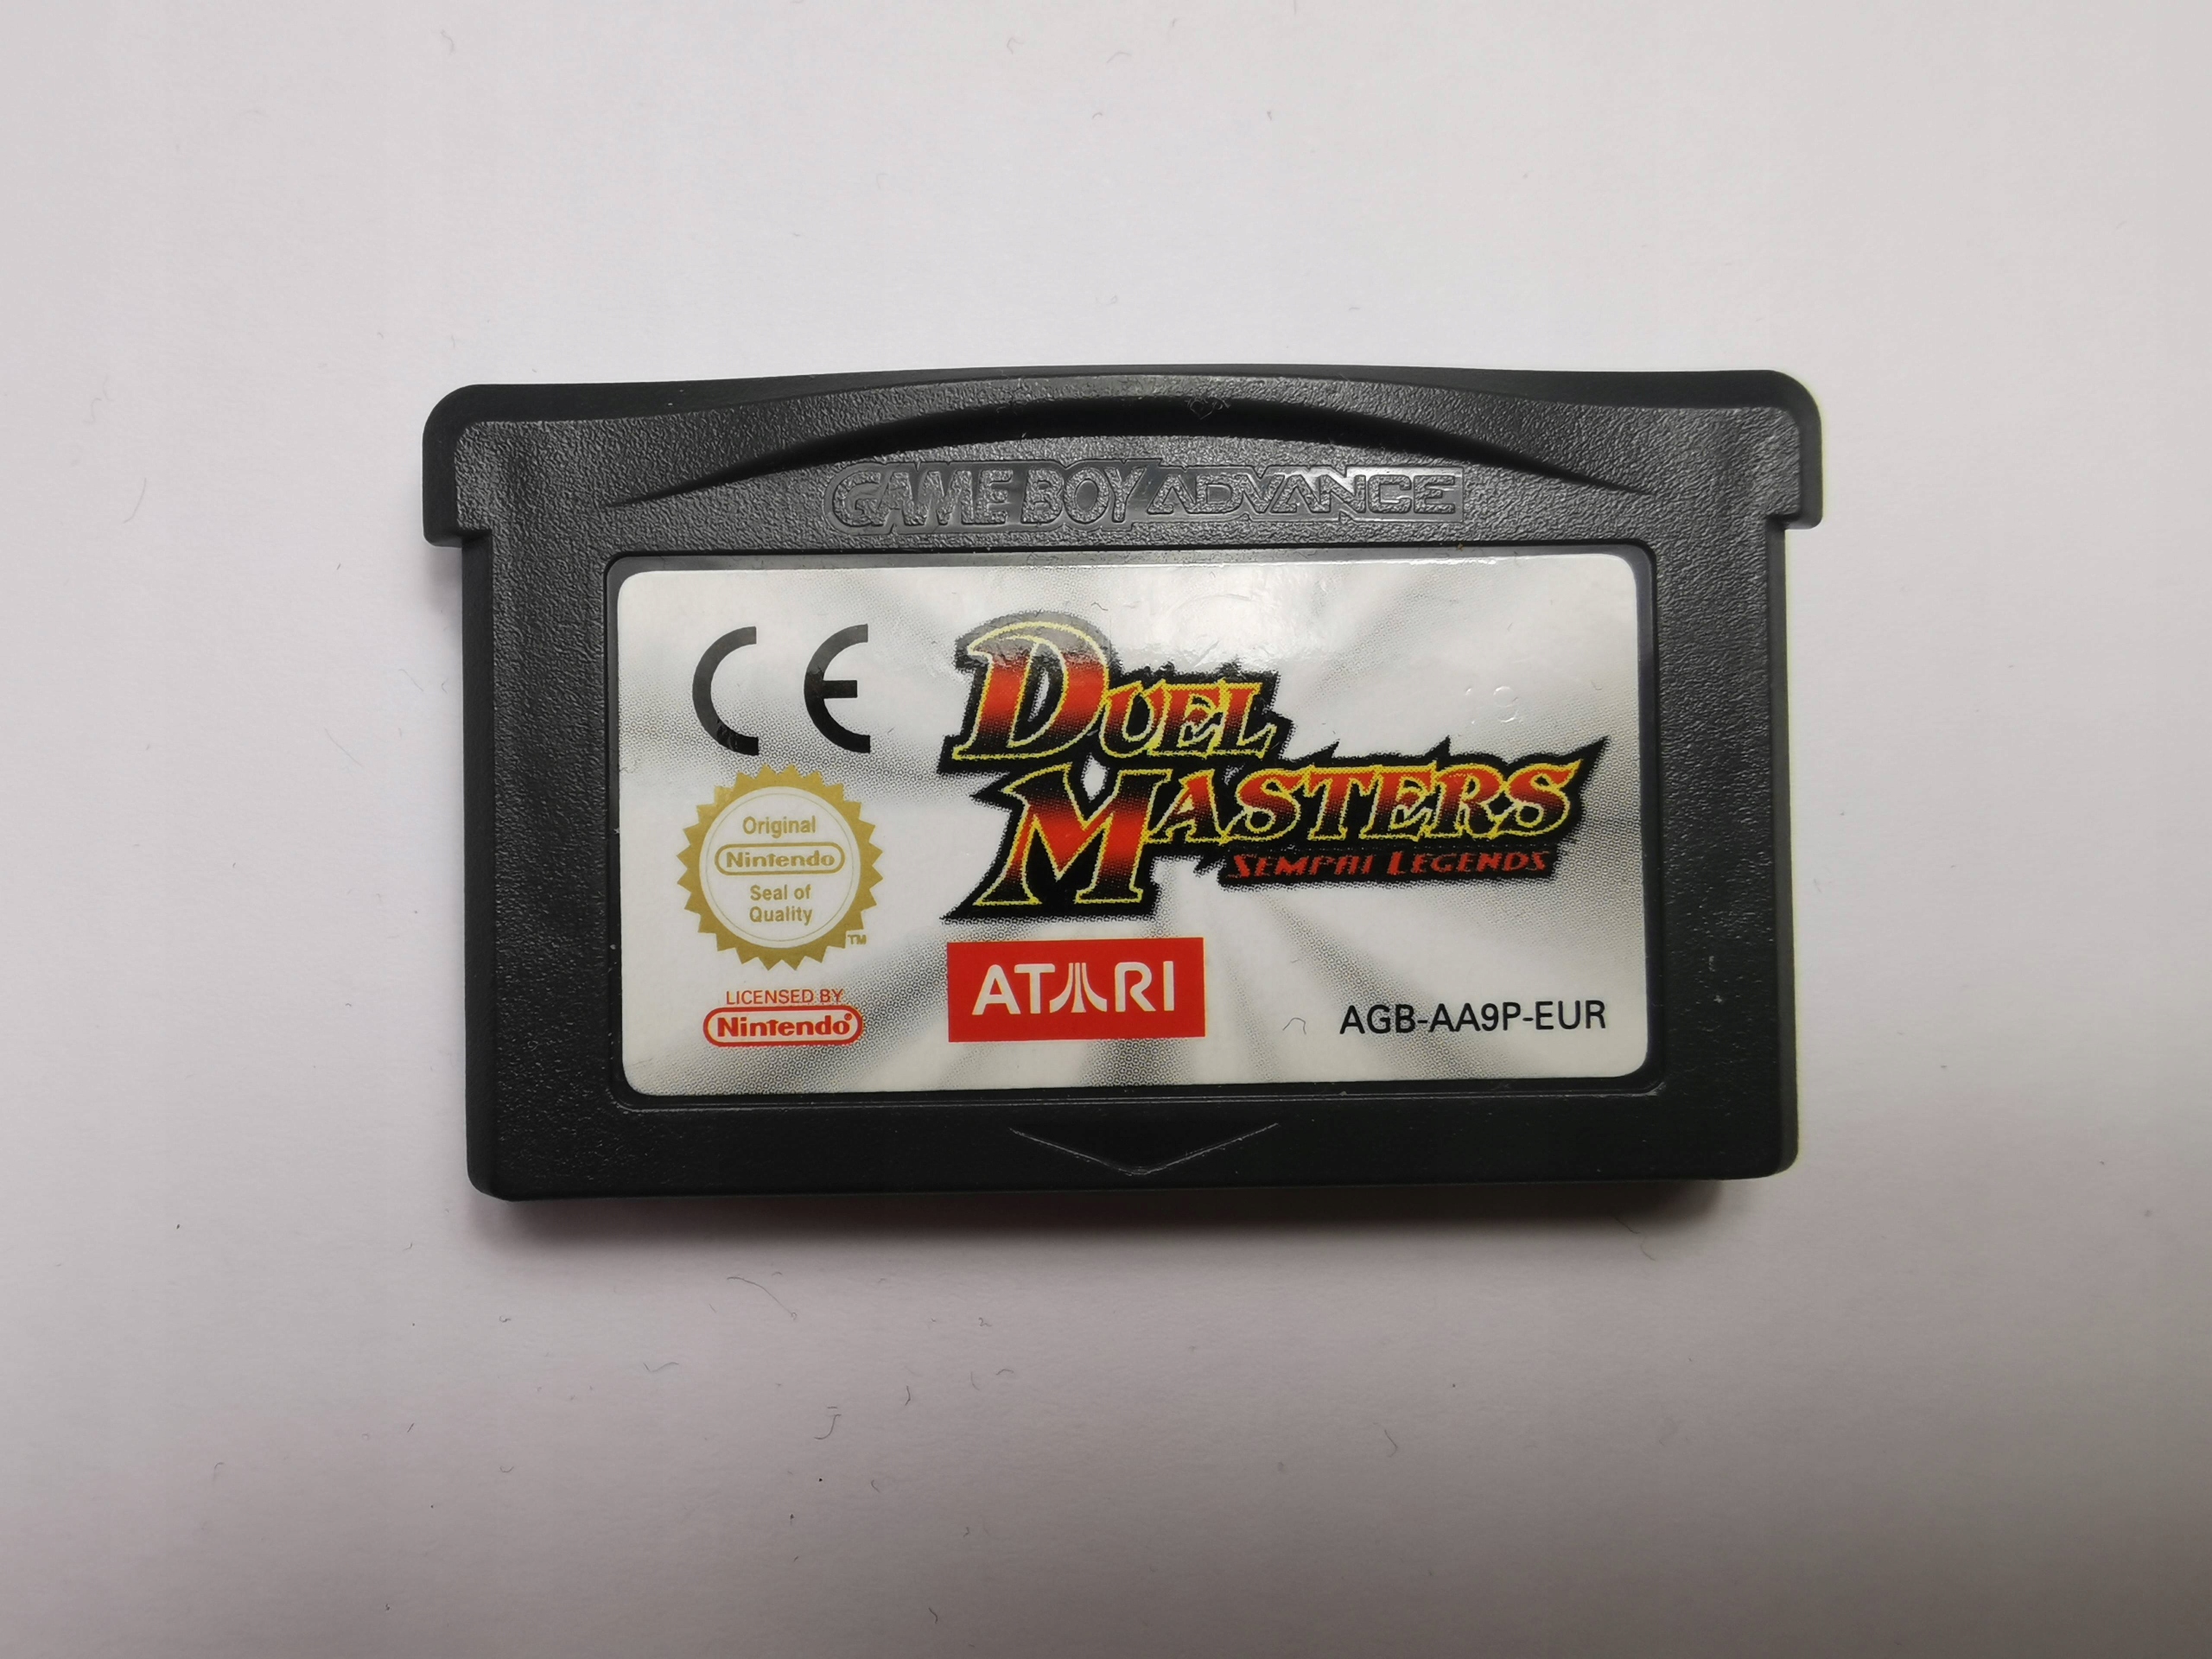 GAME BOY ADVANCE
CE
DUEL
MASTERS
SEMPAI LEGENDS
Original
Nintendo
Seal of
Quality
TM
LICENSED BY
Nintendo®
ATARI
AGB-AA9P-EUR